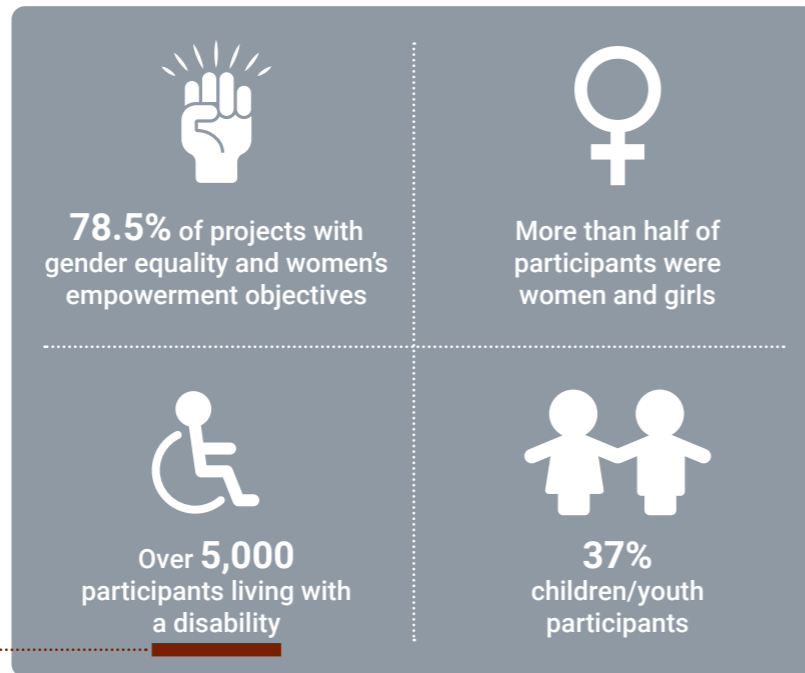 78.5% of projects with
gender equality and women’s
empowerment objectives
More than half of
participants were
women and girls
Over 5,000
participants living with
a disability
37%
children/youth
participants